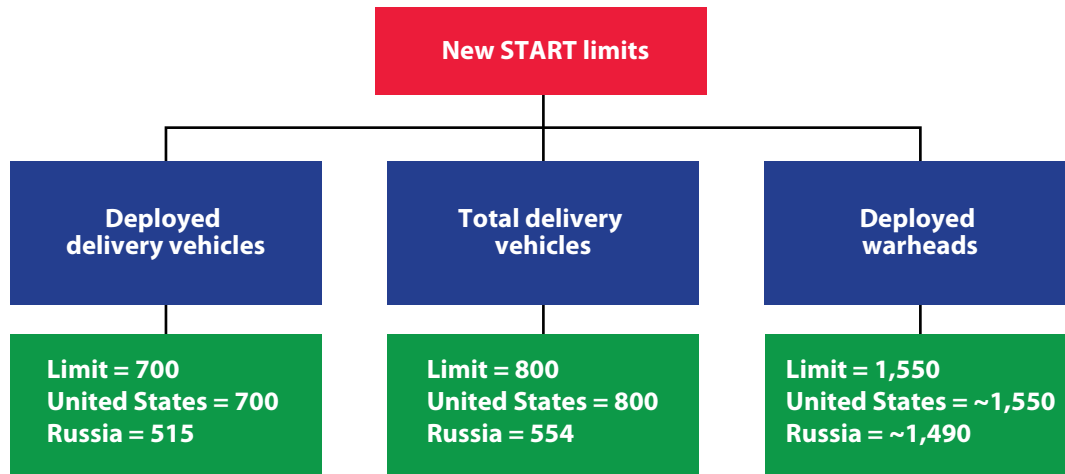 New START limits
Deployed
delivery vehicles
Total delivery
vehicles
Deployed
warheads
Limit = 700
United States = 700
Russia = 515
Limit = 800
United States = 800
Russia = 554
Limit = 1,550
United States = ~1,550
Russia = ~1,490